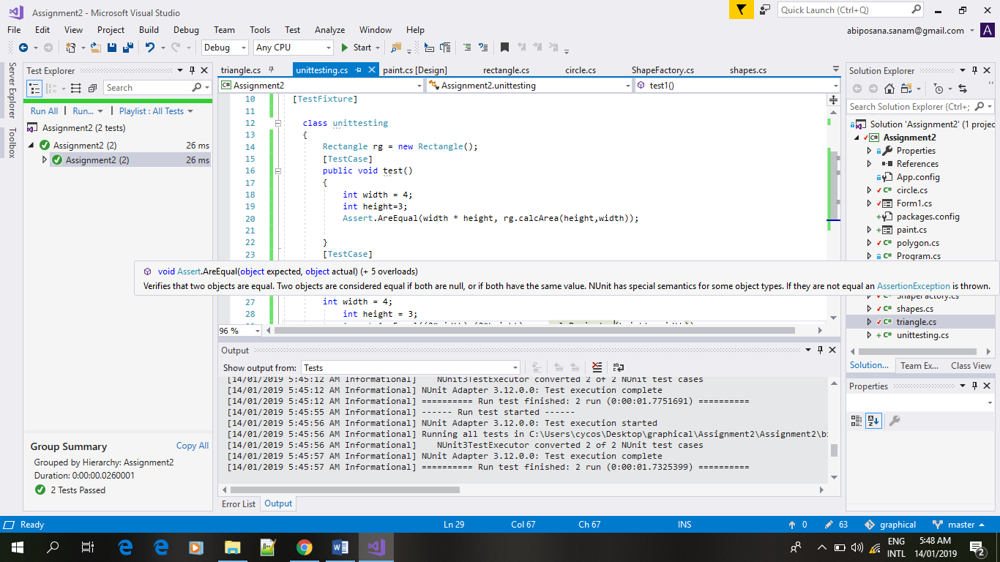 Assignment2 - Microsoft Visual Studio
Quick Launch (Ctrl+Q)
File Edit View Project Build Debug Team Tools Test Analyze Window Help
abiposana.sanam@gmail.com A
Debug Any CPU Start
Server Explorer
Toolbox
Test Explorer
Search
Run All | Run... | Playlist : All Tests
Assignment2 (2 tests)
Assignment2 (2) 26 ms
Assignment2 (2) 26 ms
Group Summary Copy All
Grouped by Hierarchy: Assignment2
Duration: 0:00:00.0260001
2 Tests Passed
triangle.cs unittesting.cs paint.cs [Design] rectangle.cs circle.cs ShapeFactory.cs shapes.cs
Assignment2 Assignment2.unittesting test1()
10 [TestFixture]
11
12 class unittesting
13 {
14 Rectangle rg = new Rectangle();
15 [TestCase]
16 public void test()
17 {
18 int width = 4;
19 int height=3;
20 Assert.AreEqual(width * height, rg.calcArea(height,width));
21
22 }
23 [TestCase]
void Assert.AreEqual(object expected, object actual) (+ 5 overloads)
Verifies that two objects are equal. Two objects are considered equal if both are null, or if both have the same value. NUnit has special semantics for some object types. If they are not equal an AssertionException is thrown.
27 int width = 4;
28 int height = 3;
96 %
Output
Show output from: Tests
[14/01/2019 5:45:12 AM Informational] NUnit3TestExecutor converted 2 of 2 NUnit test cases
[14/01/2019 5:45:12 AM Informational] NUnit Adapter 3.12.0.0: Test execution complete
[14/01/2019 5:45:12 AM Informational] ========== Run test finished: 2 run (0:00:01.7751691) ==========
[14/01/2019 5:45:55 AM Informational] ------ Run test started ------
[14/01/2019 5:45:56 AM Informational] NUnit Adapter 3.12.0.0: Test execution started
[14/01/2019 5:45:56 AM Informational] Running all tests in C:\Users\cycos\Desktop\graphical\Assignment2\Assignment2\bi
[14/01/2019 5:45:56 AM Informational] NUnit3TestExecutor converted 2 of 2 NUnit test cases
[14/01/2019 5:45:57 AM Informational] NUnit Adapter 3.12.0.0: Test execution complete
[14/01/2019 5:45:57 AM Informational] ========== Run test finished: 2 run (0:00:01.7325399) ==========
Error List Output
Solution Explorer
Search Solution Explorer (Ctrl+;
Solution 'Assignment2' (1 projec
Assignment2
Properties
References
App.config
circle.cs
Form1.cs
packages.config
paint.cs
polygon.cs
Program.cs
ShapeFactory.cs
shapes.cs
triangle.cs
unittesting.cs
Solution... Team Ex... Class View
Properties
Ready Ln 29 Col 67 Ch 67 INS 0 63 graphical master
ENG
INTL
5:48 AM
14/01/2019
2